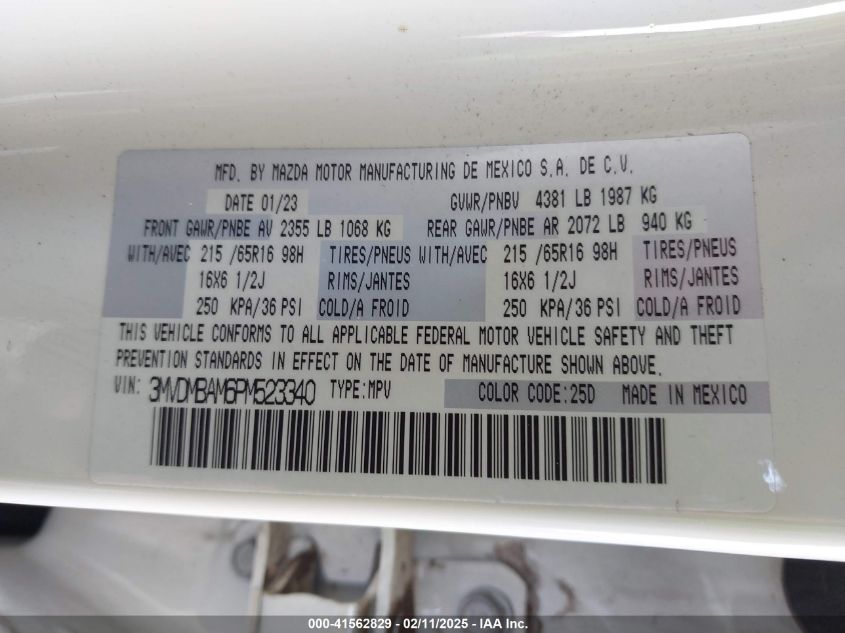 MFD. BY MAZDA MOTOR MANUFACTURING DE MEXICO S.A. DE C.V.
DATE 01/23 GVWR/PNBV 4381 LB 1987 KG
FRONT GAWR/PNBE AV 2355 LB 1068 KG REAR GAWR/PNBE AR 2072 LB 940 KG
WITH/AVEC 215 /65R16 98H TIRES/PNEUS WITH/AVEC 215 /65R16 98H TIRES/PNEUS
16X6 1/2J RIMS/JANTES 16X6 1/2J RIMS/JANTES
250 KPA/36 PSI COLD/A FROID 250 KPA/36 PSI COLD/A FROID
THIS VEHICLE CONFORMS TO ALL APPLICABLE FEDERAL MOTOR VEHICLE SAFETY AND THEFT
PREVENTION STANDARDS IN EFFECT ON THE DATE OF MANUFACTURE SHOWN ABOVE.
VIN: 3MVDMBAM6PM523340 TYPE:MPV COLOR CODE:25D MADE IN MEXICO
000-41562829 - 02/11/2025 - IAA Inc.